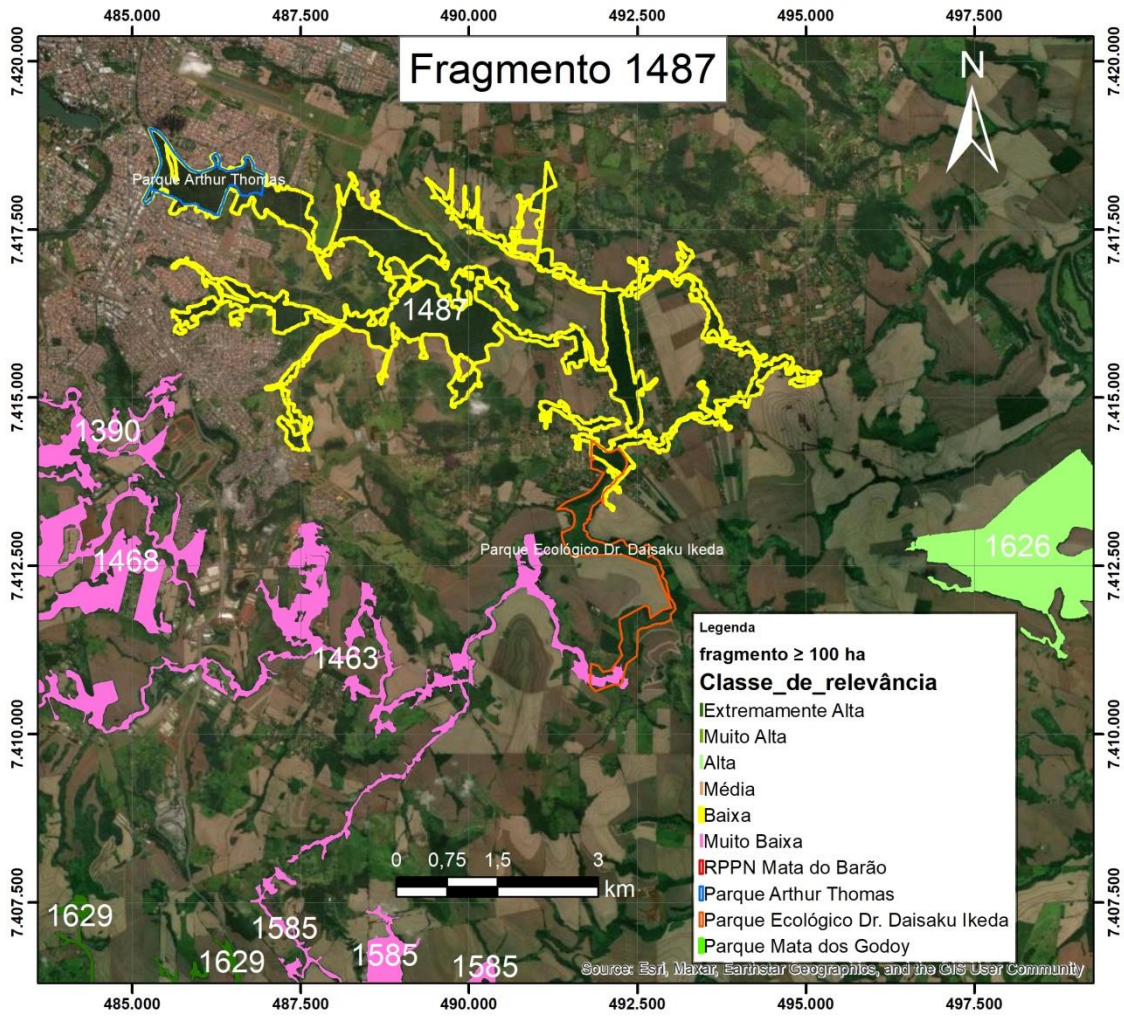 485.000 487.500 490.000 492.500 495.000 497.500
7.420.000 7.420.000
Fragmento 1487
N
Parque Arthur Thomas
7.417.500 7.417.500
1487
7.415.000 7.415.000
1390
1468
Parque Ecológico Dr. Daisaku Ikeda
1626
7.412.500 7.412.500
1463
Legenda
fragmento ≥ 100 ha
Classe_de_relevância
Extremamente Alta
Muito Alta
Alta
Média
Baixa
Muito Baixa
RPPN Mata do Barão
Parque Arthur Thomas
Parque Ecológico Dr. Daisaku Ikeda
Parque Mata dos Godoy
7.410.000 7.410.000
0 0,75 1,5 3
km
7.407.500 7.407.500
1629
1585
1629
1585
1585
Source: Esri, Maxar, Earthstar Geographics, and the GIS User Community
485.000 487.500 490.000 492.500 495.000 497.500